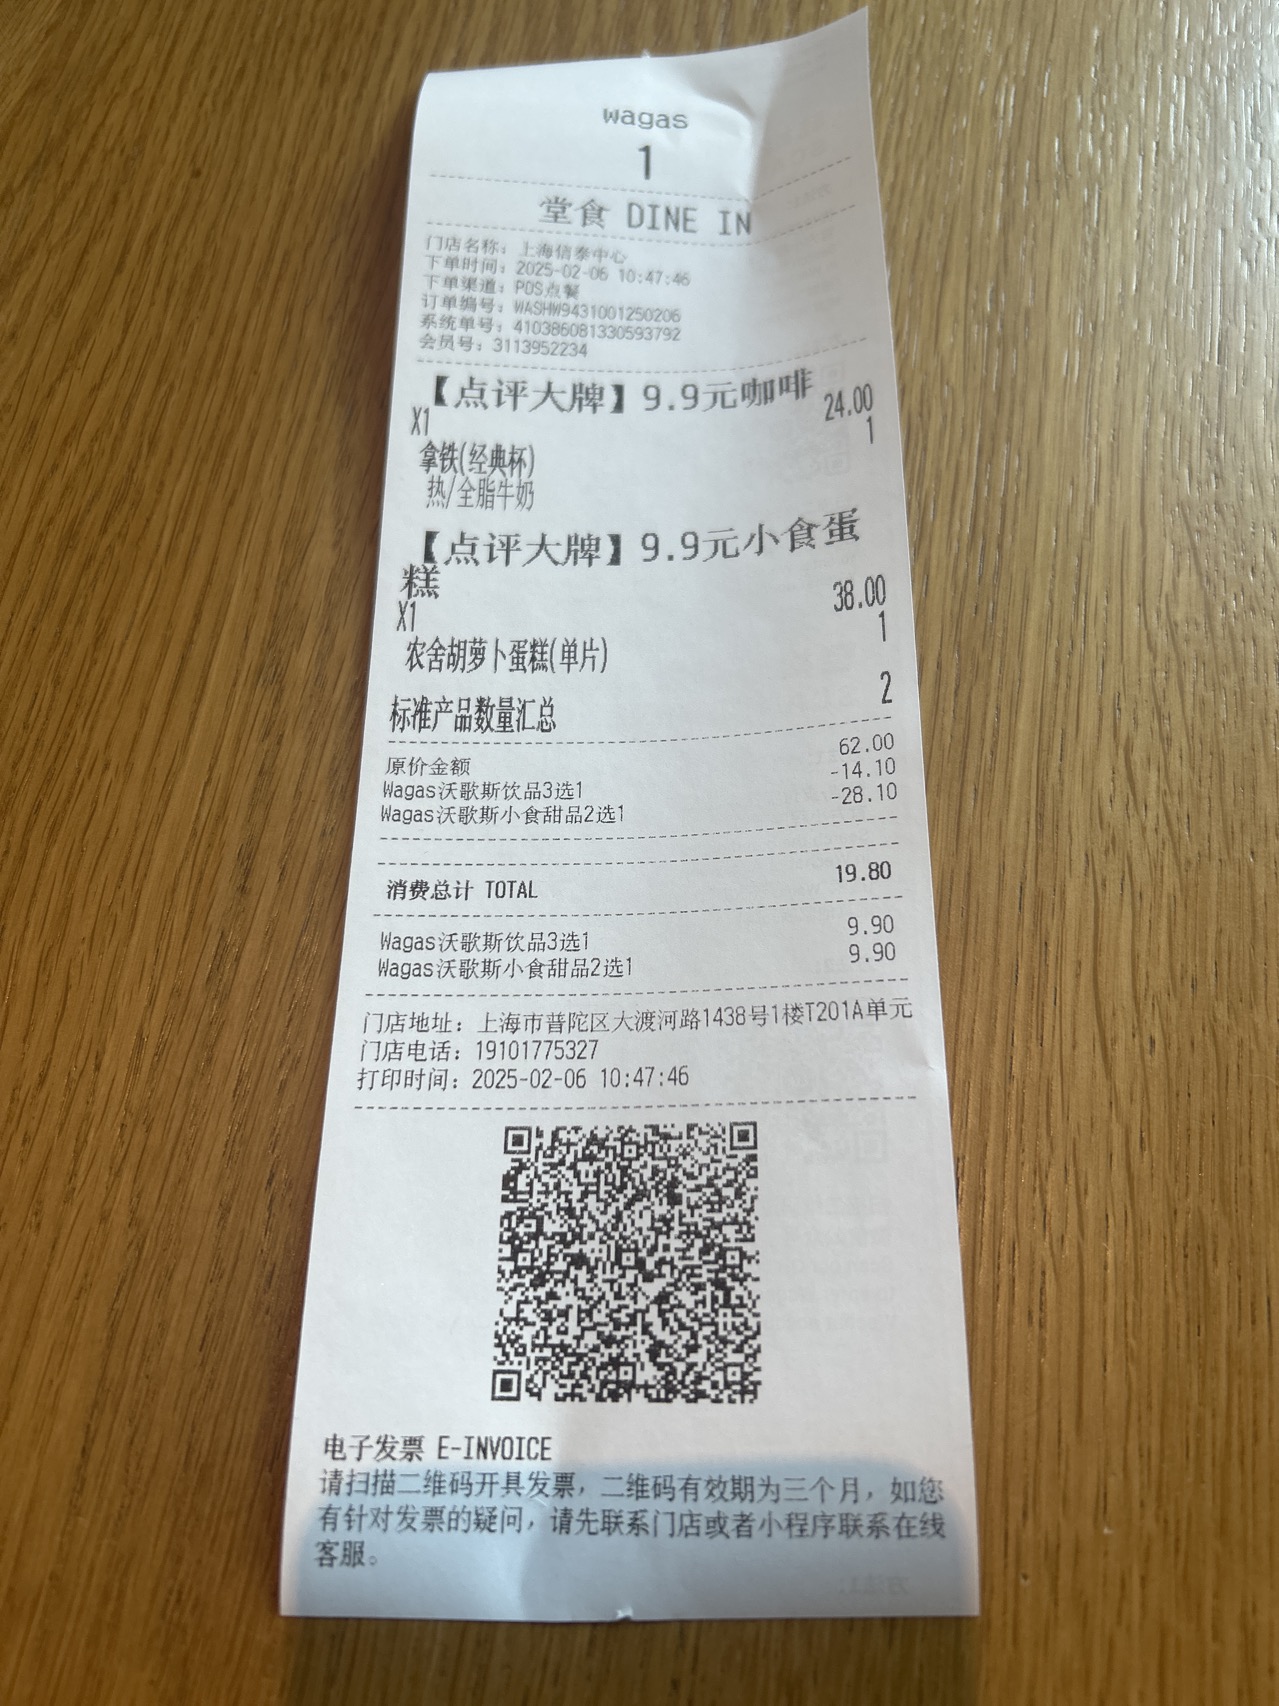 wagas
1
堂食 DINE IN
门店名称：上海信泰中心
下单时间：2025-02-06 10:47:46
下单渠道：POS点餐
订单编号：WASHW9431001250206
系统单号：4103860813305933792
会员号：3113952234
【点评大牌】9.9元咖啡 24.00
X1 1
拿铁(经典杯)
热/全脂牛奶
【点评大牌】9.9元小食蛋
糕 38.00
X1 1
农舍胡萝卜蛋糕(单片)
标准产品数量汇总 2
原价金额 62.00
Wagas沃歌斯饮品3选1 -14.10
Wagas沃歌斯小食甜品2选1 -28.10
消费总计 TOTAL 19.80
Wagas沃歌斯饮品3选1 9.90
Wagas沃歌斯小食甜品2选1 9.90
门店地址：上海市普陀区大渡河路1438号1楼T201A单元
门店电话：19101775327
打印时间：2025-02-06 10:47:46
电子发票 E-INVOICE
请扫描二维码开具发票，二维码有效期为三个月，如您
有针对发票的疑问，请先联系门店或者小程序联系在线
客服。